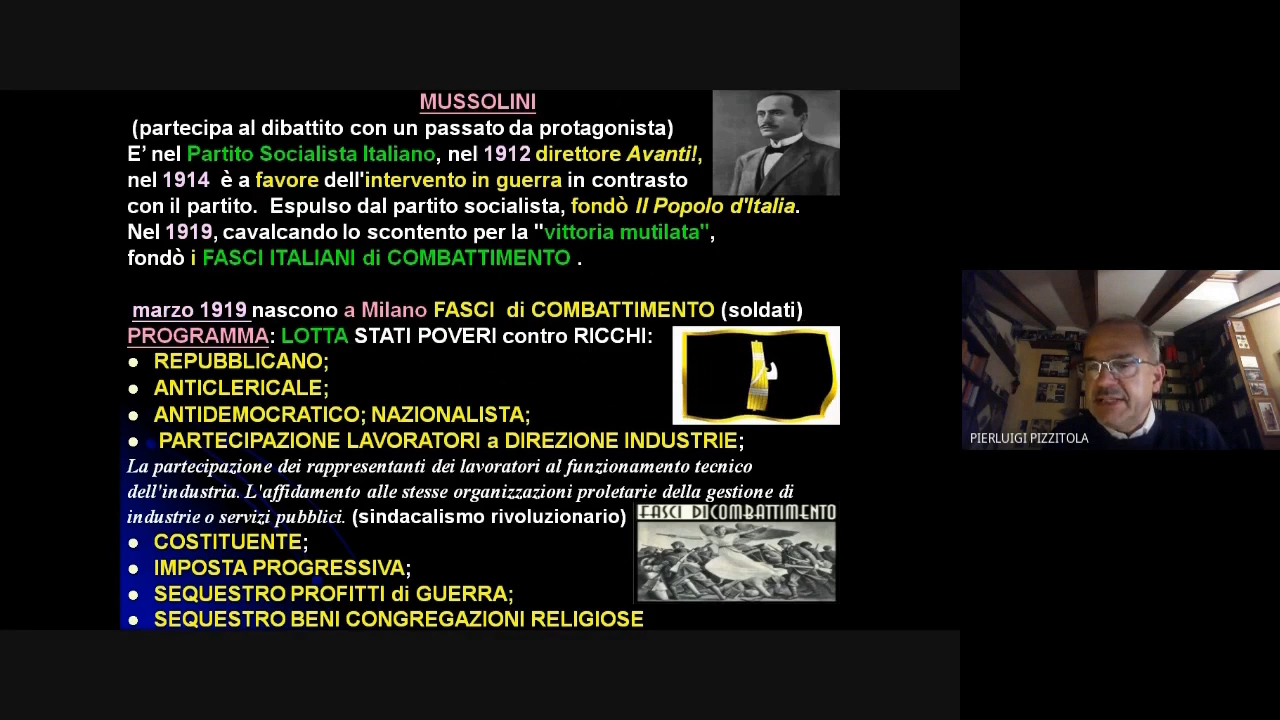 MUSSOLINI
(partecipa al dibattito con un passato da protagonista)
E’ nel Partito Socialista Italiano, nel 1912 direttore Avanti!,
nel 1914 è a favore dell'intervento in guerra in contrasto
con il partito. Espulso dal partito socialista, fondò Il Popolo d'Italia.
Nel 1919, cavalcando lo scontento per la "vittoria mutilata",
fondò i FASCI ITALIANI di COMBATTIMENTO .
marzo 1919 nascono a Milano FASCI di COMBATTIMENTO (soldati)
PROGRAMMA: LOTTA STATI POVERI contro RICCHI:
● REPUBBLICANO;
● ANTICLERICALE;
● ANTIDEMOCRATICO; NAZIONALISTA;
● PARTECIPAZIONE LAVORATORI a DIREZIONE INDUSTRIE;
La partecipazione dei rappresentanti dei lavoratori al funzionamento tecnico
dell'industria. L'affidamento alle stesse organizzazioni proletarie della gestione di
industrie o servizi pubblici. (sindacalismo rivoluzionario)
FASCI DI COMBATTIMENTO
● COSTITUENTE;
● IMPOSTA PROGRESSIVA;
● SEQUESTRO PROFITTI di GUERRA;
● SEQUESTRO BENI CONGREGAZIONI RELIGIOSE
PIERLUIGI PIZZITOLA